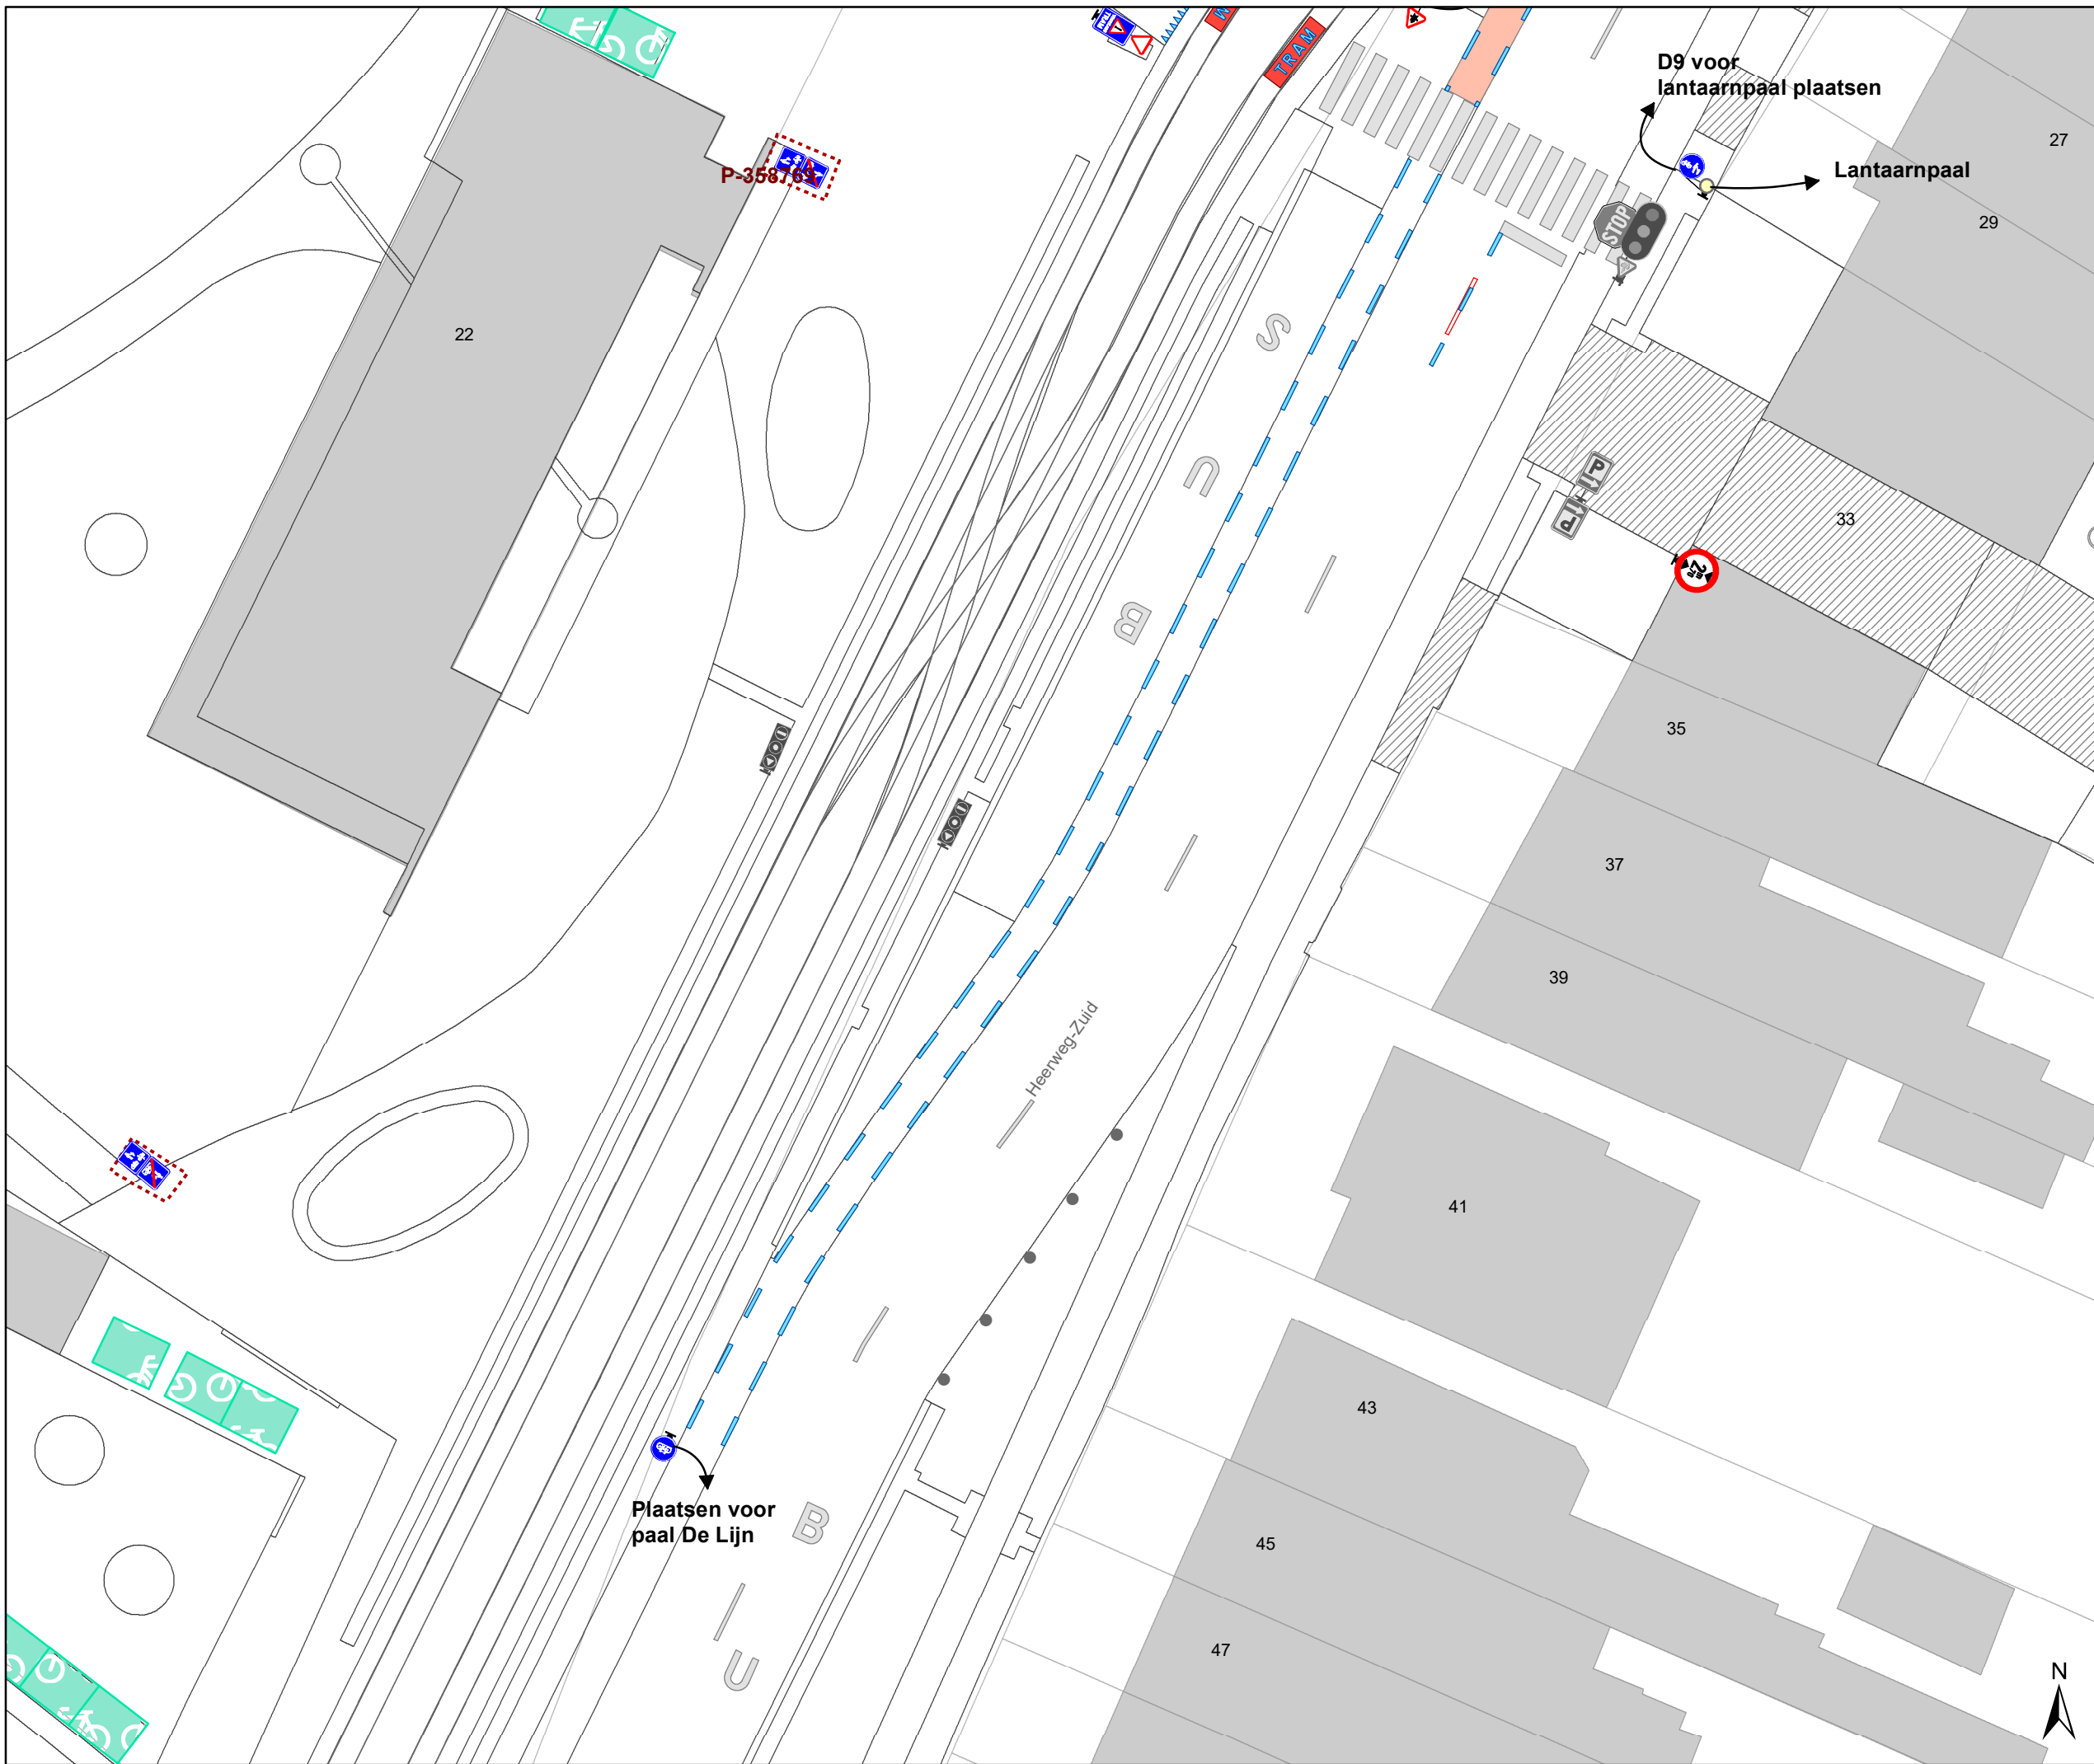 TRAM
D9 voor
lantaarnpaal plaatsen
27
Lantaarnpaal
29
STOP
22
S
U
P
P
33
B
35
37
39
Heerweg-Zuid
41
43
Plaatsen voor
paal De Lijn
B
45
47
U
N